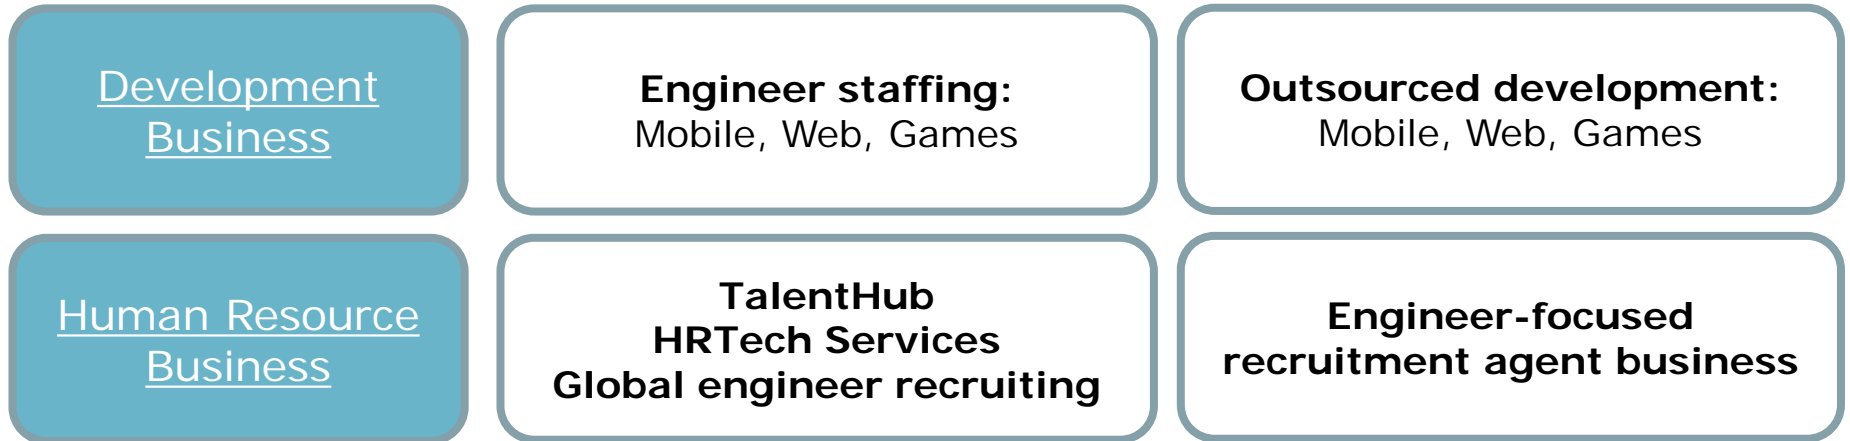 Development
Business
Engineer staffing:
Mobile, Web, Games
Outsourced development:
Mobile, Web, Games
Human Resource
Business
TalentHub
HRTech Services
Global engineer recruiting
Engineer-focused
recruitment agent business